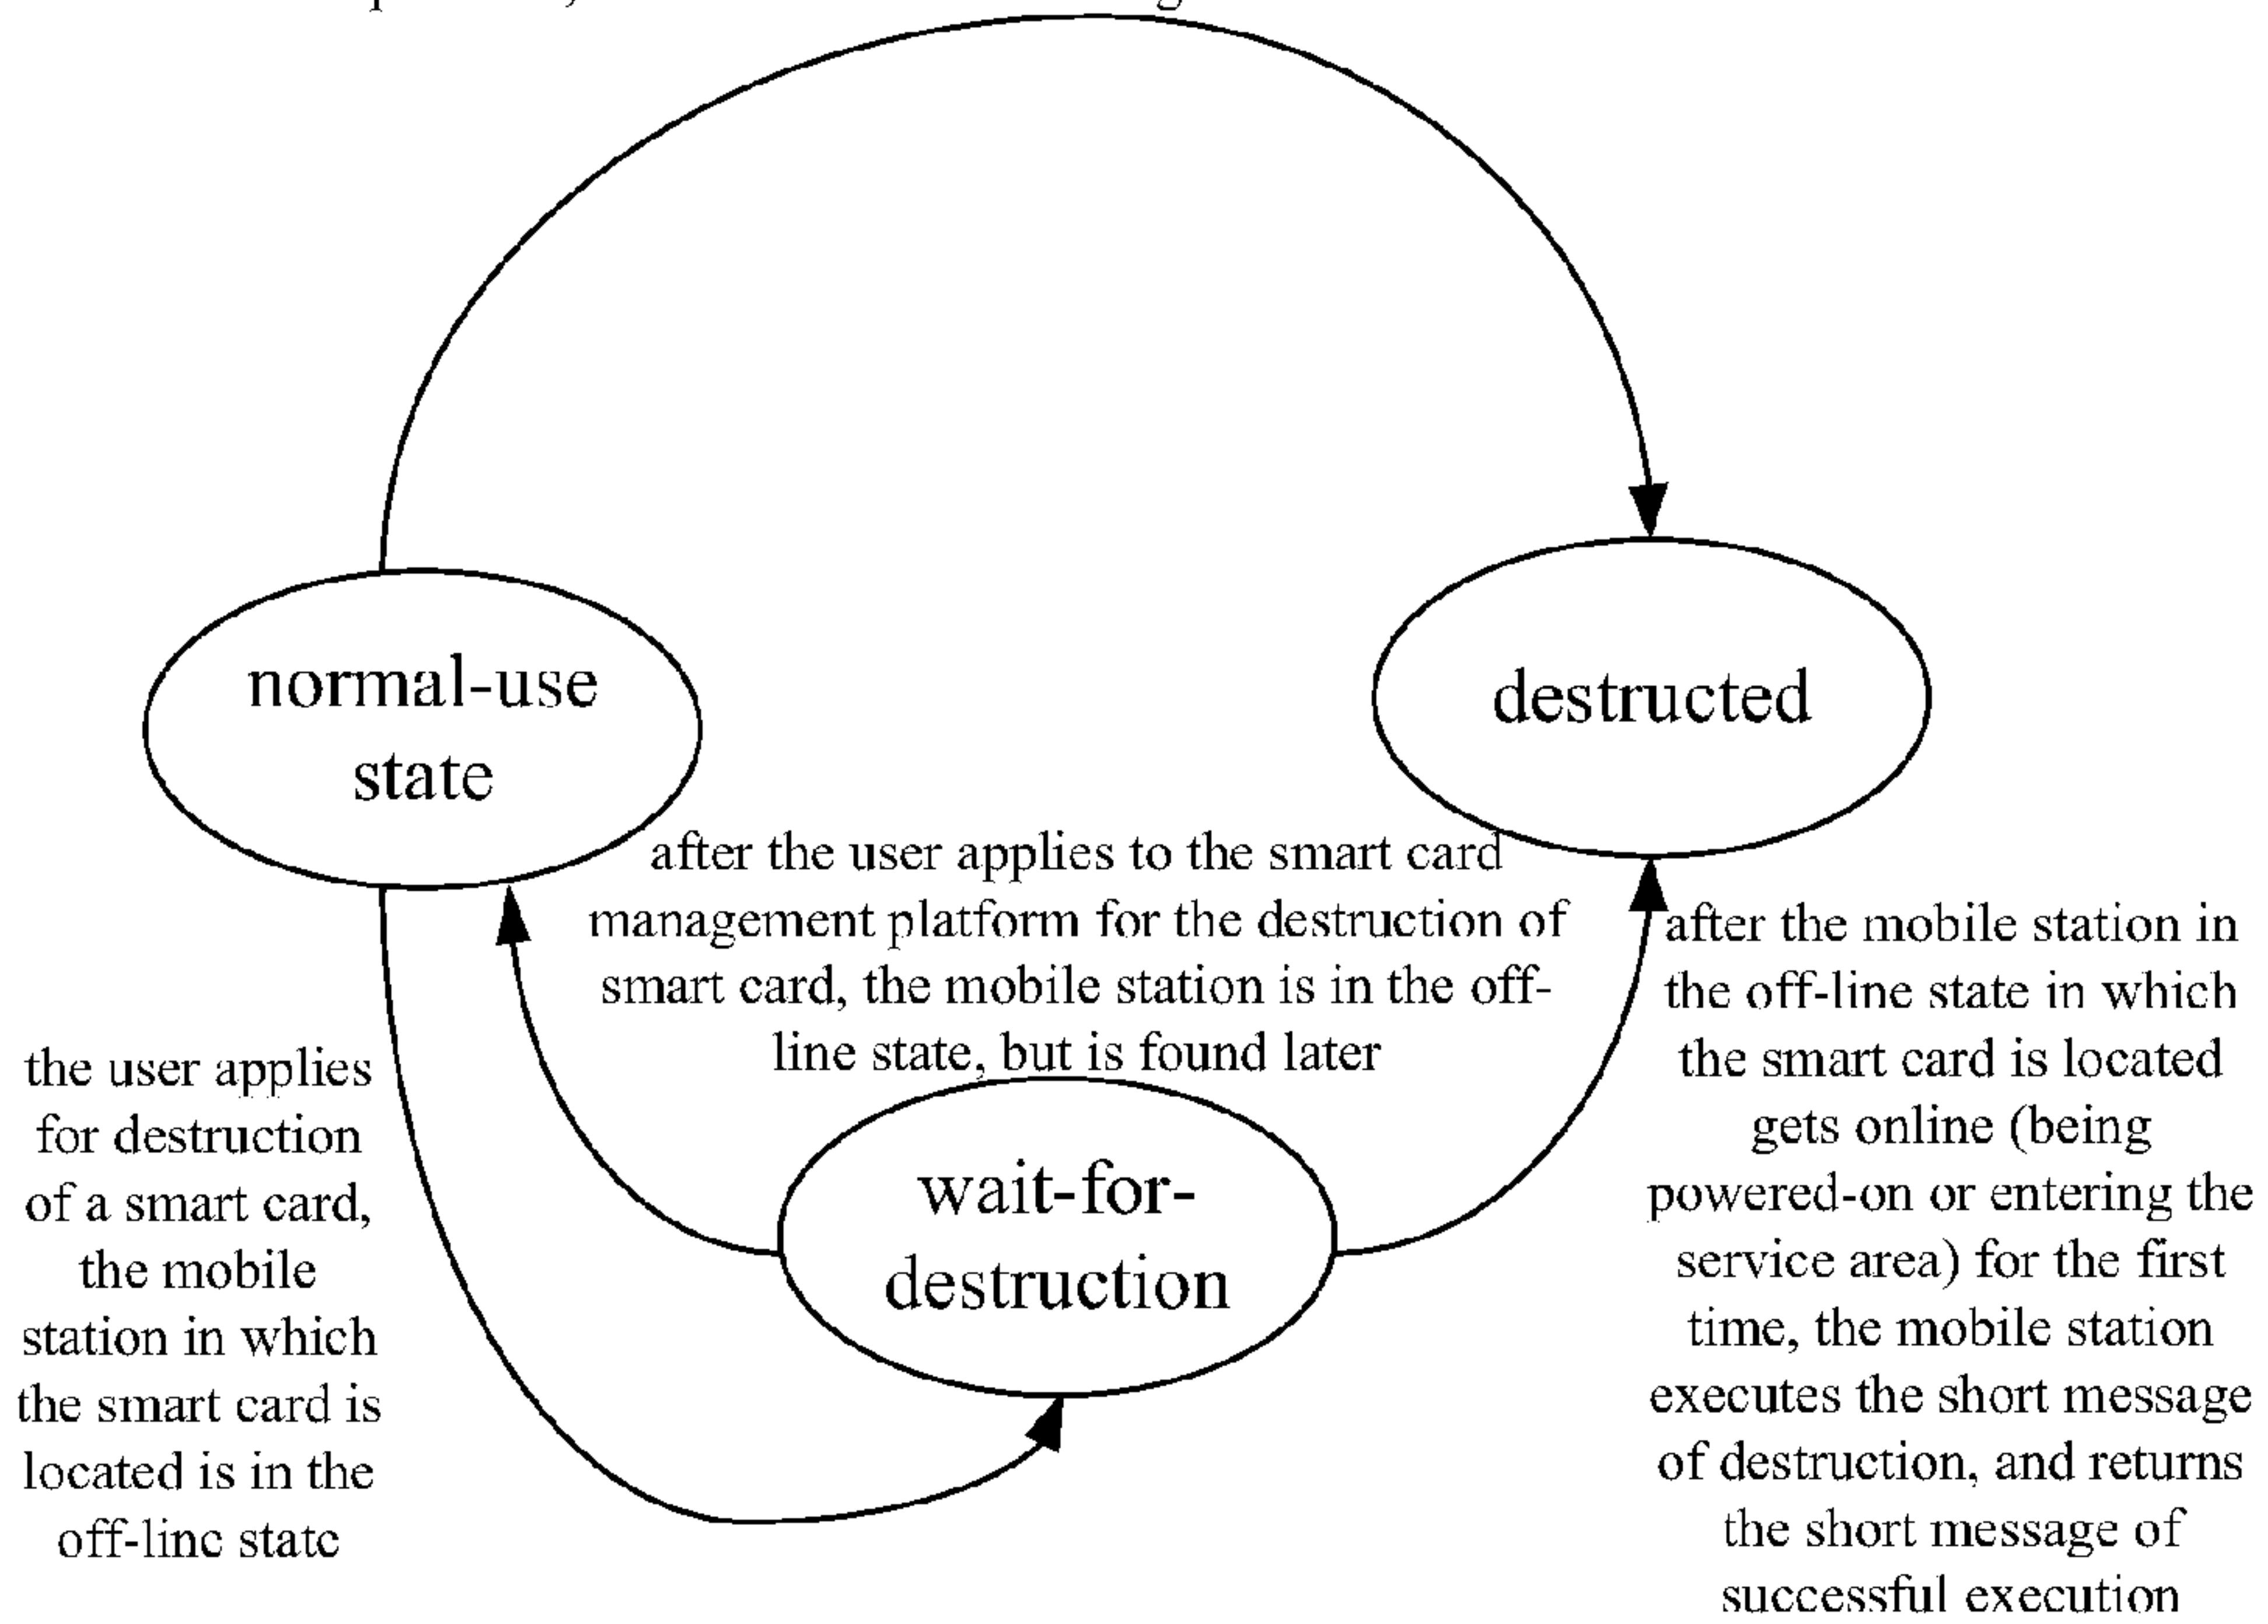 normal-use
state
destructed
after the user applies to the smart card
management platform for the destruction of
smart card, the mobile station is in the off-
line state, but is found later
wait-for-
destruction
the user applies
for destruction
of a smart card,
the mobile
station in which
the smart card is
located is in the
off-line state
after the mobile station in
the off-line state in which
the smart card is located
gets online (being
powered-on or entering the
service area) for the first
time, the mobile station
executes the short message
of destruction, and returns
the short message of
successful execution